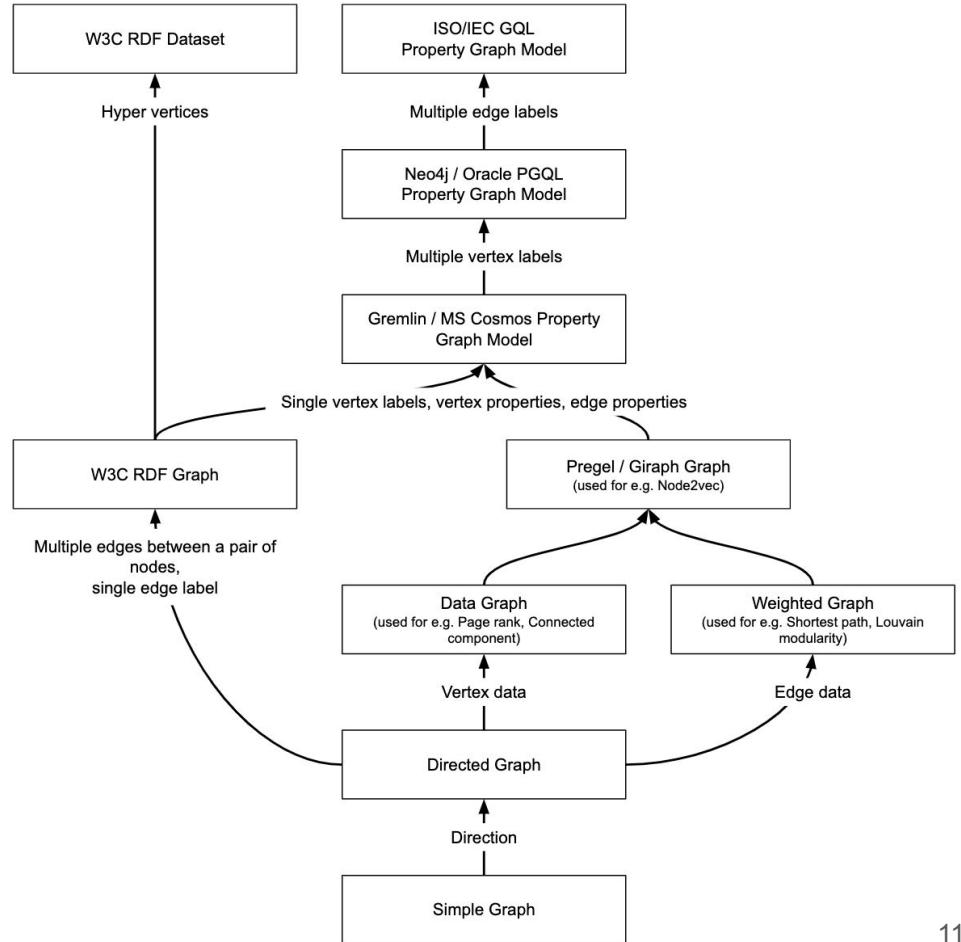 W3C RDF Dataset
ISO/IEC GQL
Property Graph Model
Hyper vertices
Multiple edge labels
Neo4j / Oracle PGQL
Property Graph Model
Multiple vertex labels
Gremlin / MS Cosmos Property
Graph Model
Single vertex labels, vertex properties, edge properties
W3C RDF Graph
Pregel / Giraph Graph
(used for e.g. Node2vec)
Multiple edges between a pair of
nodes,
single edge label
Data Graph
(used for e.g. Page rank, Connected
component)
Weighted Graph
(used for e.g. Shortest path, Louvain
modularity)
Vertex data
Edge data
Directed Graph
Direction
Simple Graph
11